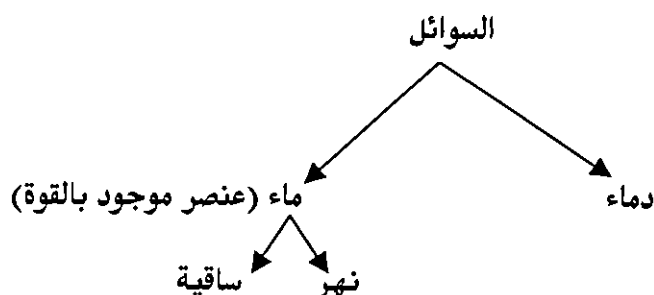 السوائل
دماء
ماء (عنصر موجود بالقوة)
نهر
ساقية